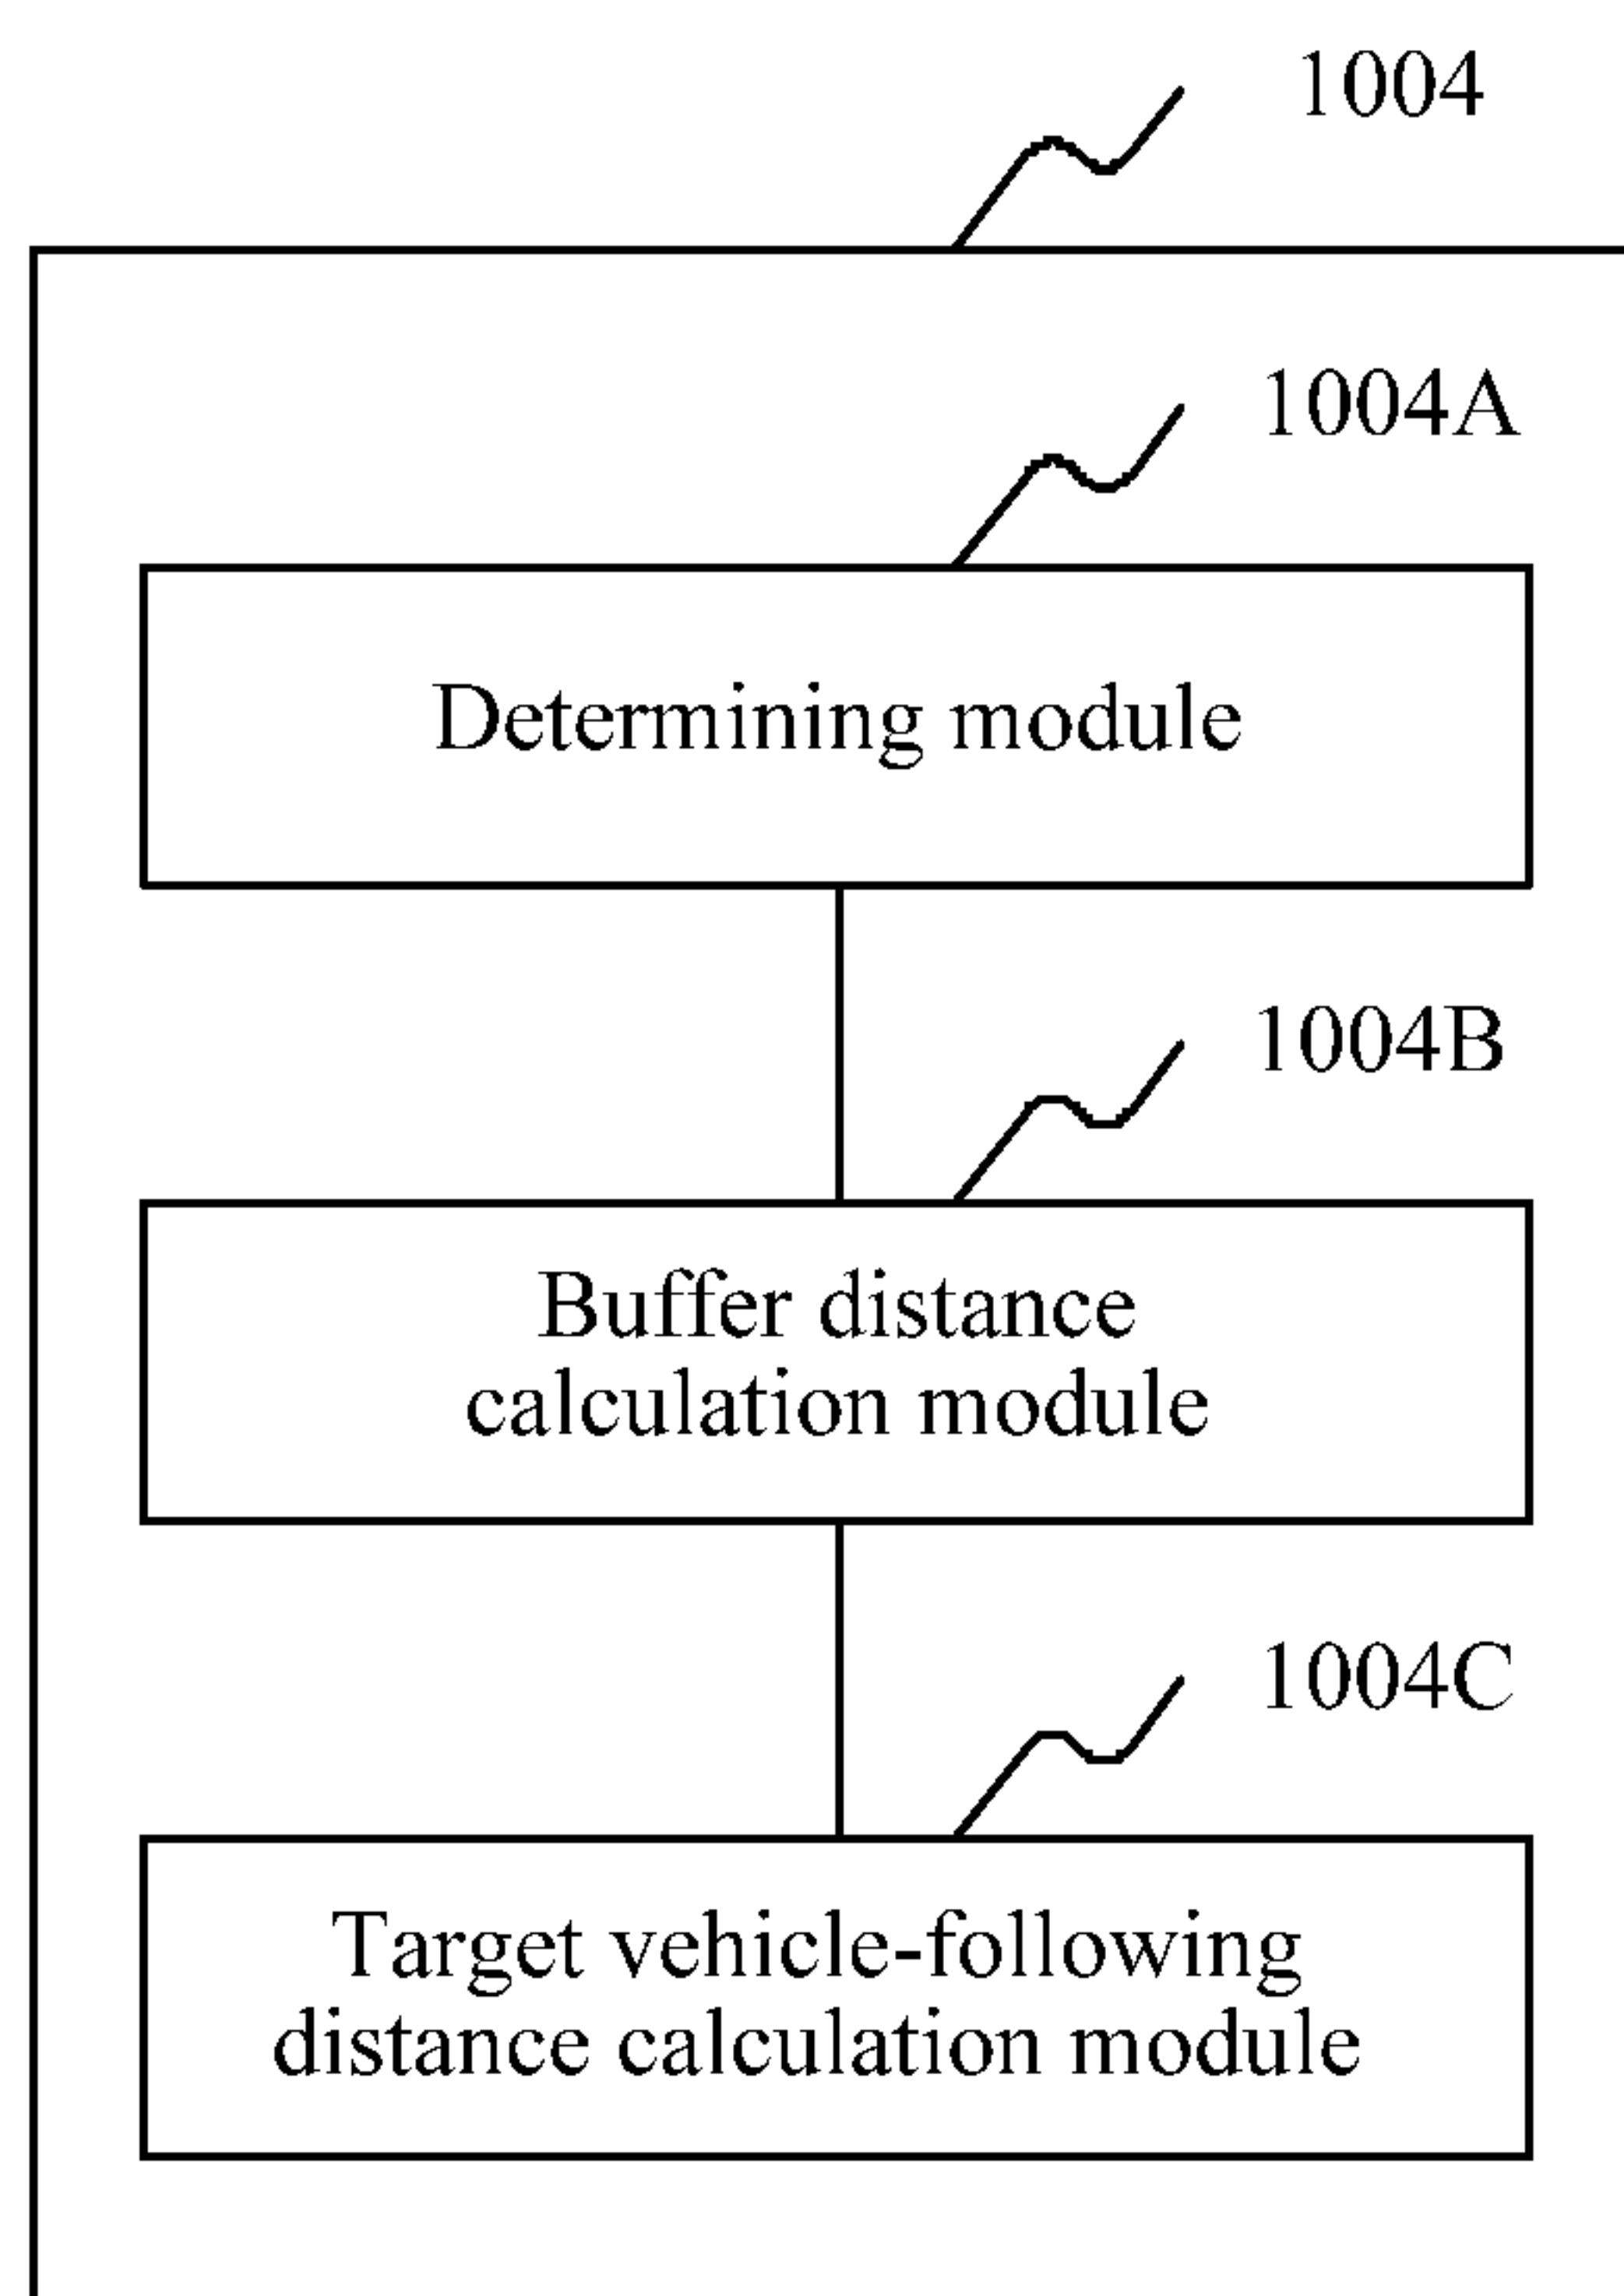 1004
1004A
Determining module
1004B
Buffer distance
calculation module
1004C
Target vehicle-following
distance calculation module